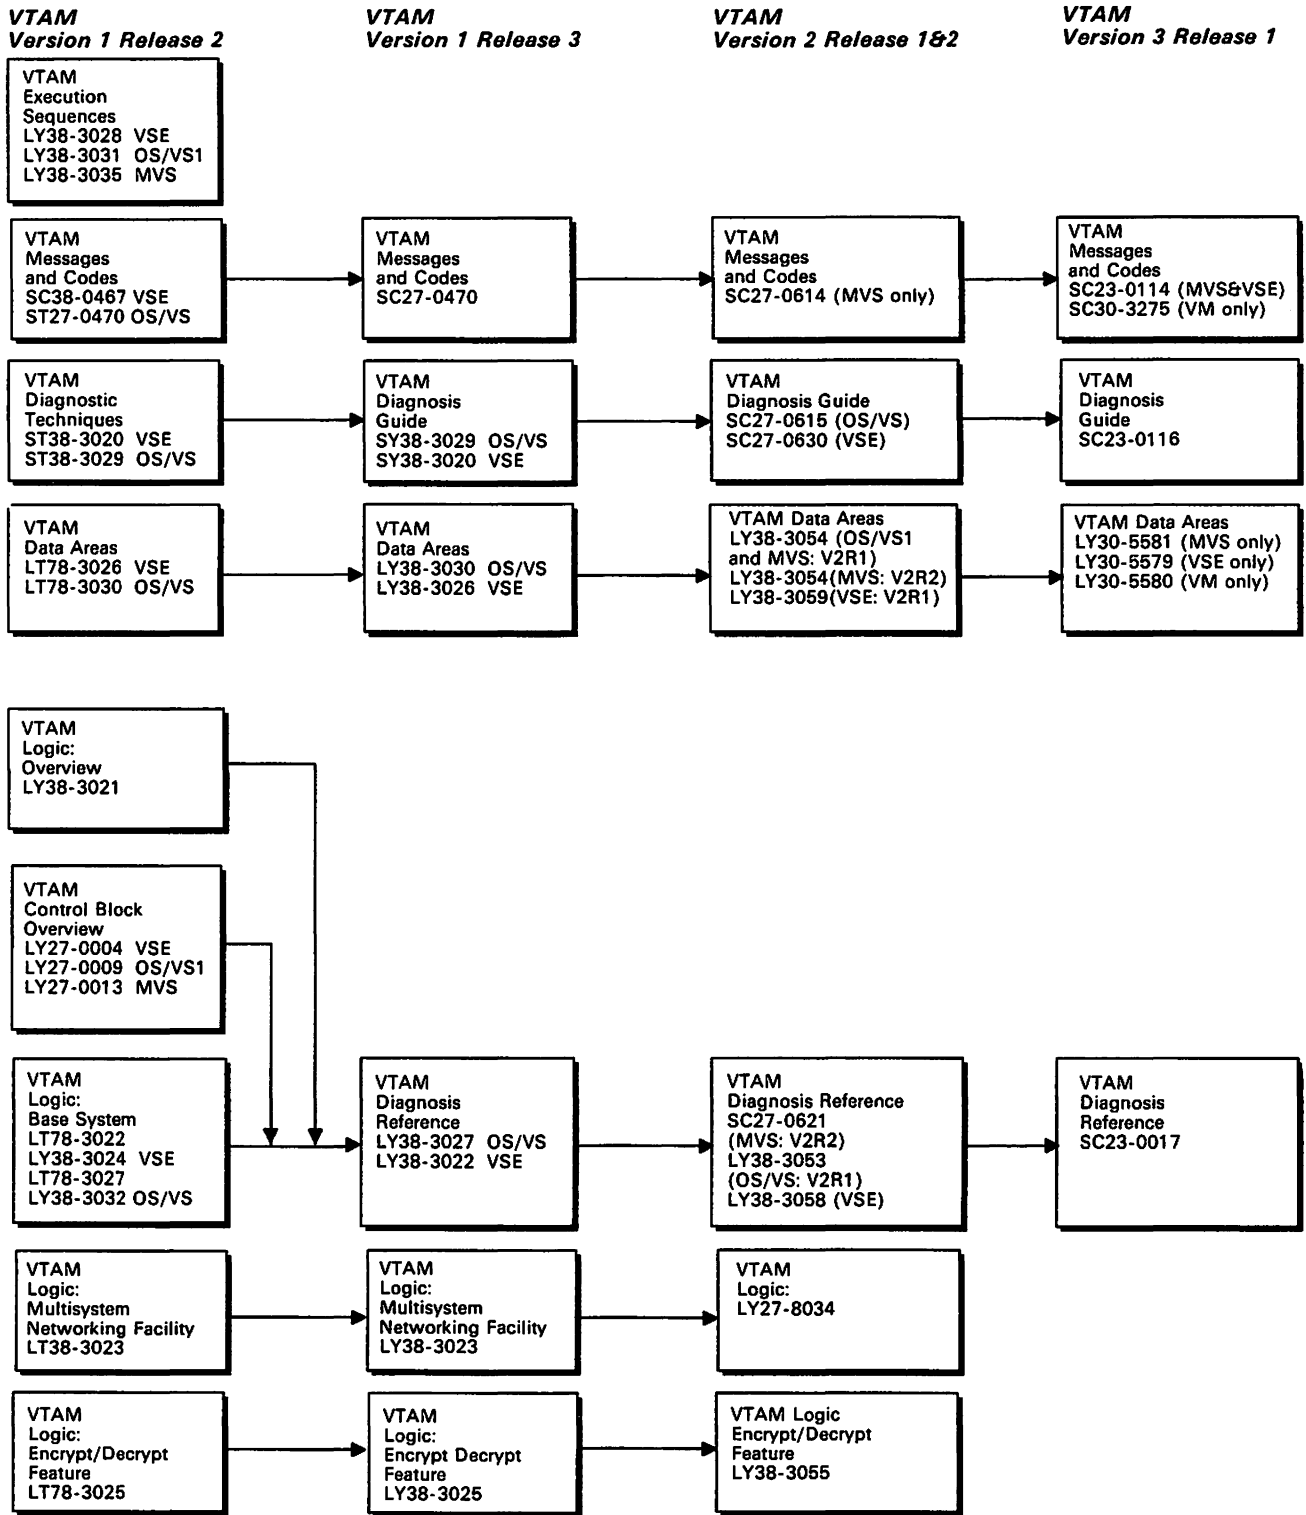 VTAM
Version 1 Release 2
VTAM
Version 1 Release 3
VTAM
Version 2 Release 1&2
VTAM
Version 3 Release 1
VTAM
Execution
Sequences
LY38-3028 VSE
LY38-3031 OS/VS1
LY38-3035 MVS
VTAM
Messages
and Codes
SC38-0467 VSE
ST27-0470 OS/VS
VTAM
Messages
and Codes
SC27-0470
VTAM
Messages
and Codes
SC27-0614 (MVS only)
VTAM
Messages
and Codes
SC23-0114 (MVS&VSE)
SC30-3275 (VM only)
VTAM
Diagnostic
Techniques
ST38-3020 VSE
ST38-3029 OS/VS
VTAM
Diagnosis
Guide
SY38-3029 OS/VS
SY38-3020 VSE
VTAM
Diagnosis Guide
SC27-0615 (OS/VS)
SC27-0630 (VSE)
VTAM
Diagnosis
Guide
SC23-0116
VTAM
Data Areas
LT78-3026 VSE
LT78-3030 OS/VS
VTAM
Data Areas
LY38-3030 OS/VS
LY38-3026 VSE
VTAM Data Areas
LY38-3054 (OS/VS1
and MVS: V2R1)
LY38-3054(MVS: V2R2)
LY38-3059(VSE: V2R1)
VTAM Data Areas
LY30-5581 (MVS only)
LY30-5579 (VSE only)
LY30-5580 (VM only)
VTAM
Logic:
Overview
LY38-3021
VTAM
Control Block
Overview
LY27-0004 VSE
LY27-0009 OS/VS1
LY27-0013 MVS
VTAM
Logic:
Base System
LT78-3022
LY38-3024 VSE
LT78-3027
LY38-3032 OS/VS
VTAM
Diagnosis
Reference
LY38-3027 OS/VS
LY38-3022 VSE
VTAM
Diagnosis Reference
SC27-0621
(MVS: V2R2)
LY38-3053
(OS/VS: V2R1)
LY38-3058 (VSE)
VTAM
Diagnosis
Reference
SC23-0017
VTAM
Logic:
Multisystem
Networking Facility
LT38-3023
VTAM
Logic:
Multisystem
Networking Facility
LY38-3023
VTAM
Logic:
LY27-8034
VTAM
Logic:
Encrypt/Decrypt
Feature
LT78-3025
VTAM
Logic:
Encrypt Decrypt
Feature
LY38-3025
VTAM Logic
Encrypt/Decrypt
Feature
LY38-3055